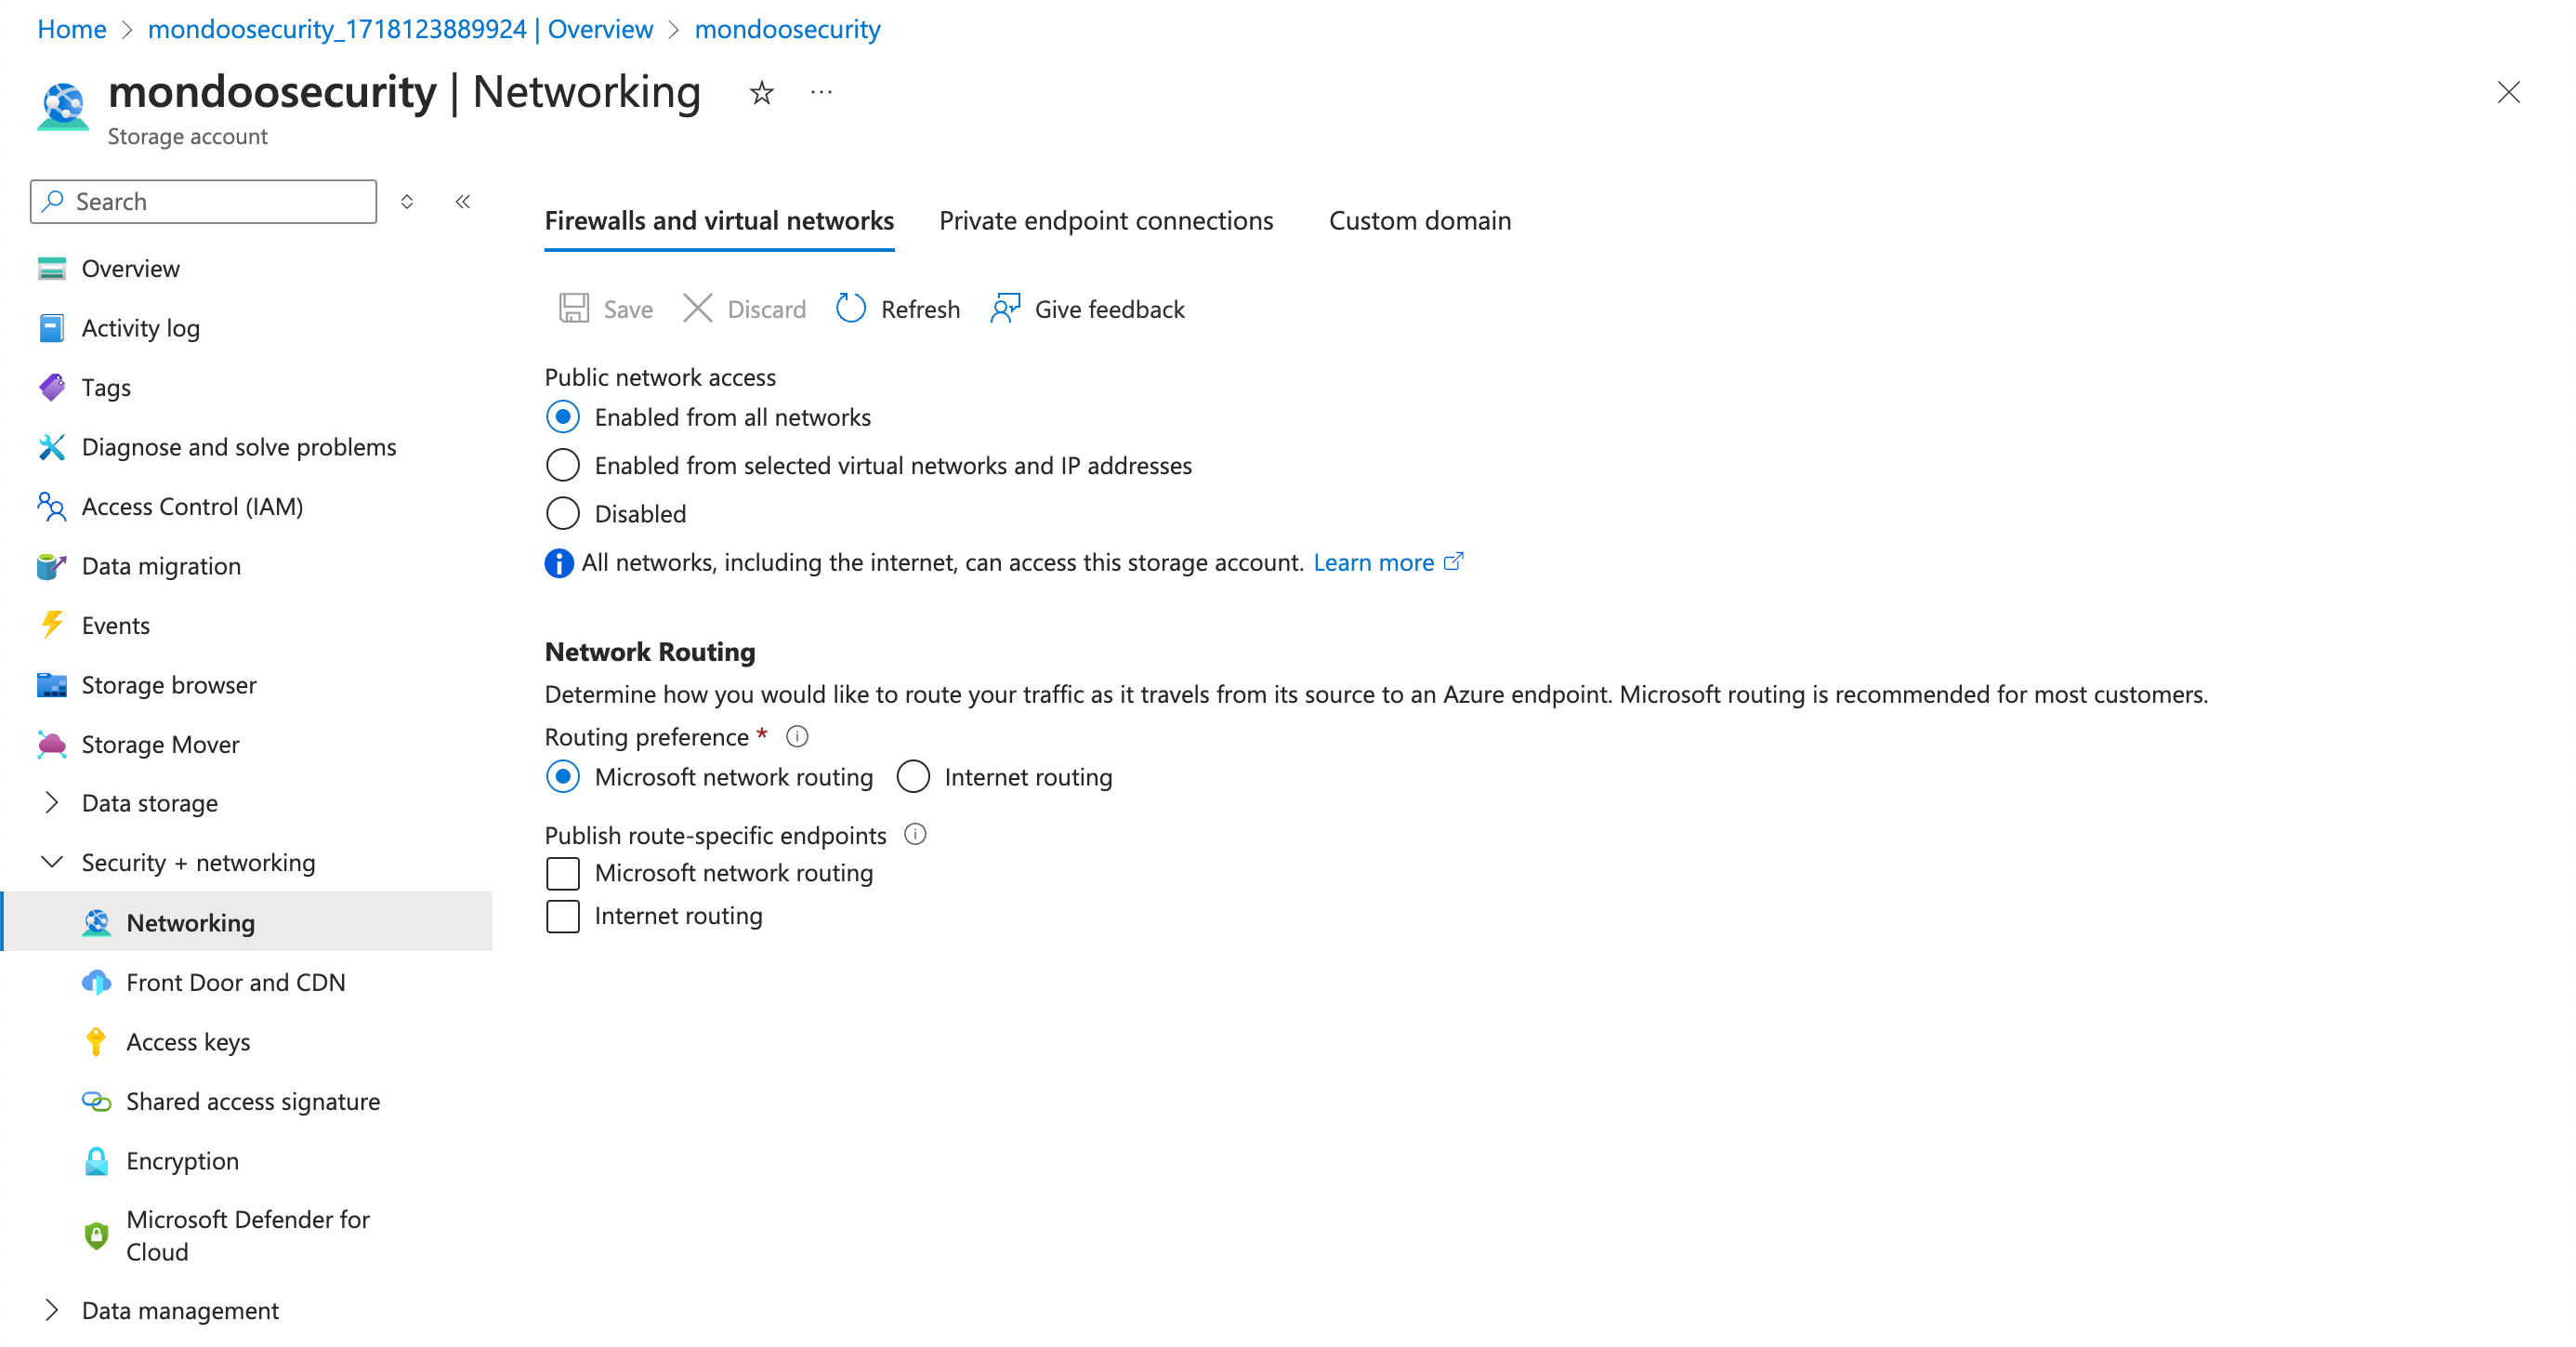 Home > mondoosecurity_1718123889924 | Overview > mondoosecurity
mondoosecurity | Networking ☆ ···
Storage account
Search
Overview
Activity log
Tags
Diagnose and solve problems
Access Control (IAM)
Data migration
Events
Storage browser
Storage Mover
Data storage
Security + networking
Networking
Front Door and CDN
Access keys
Shared access signature
Encryption
Microsoft Defender for
Cloud
Data management
Firewalls and virtual networks Private endpoint connections Custom domain
Save Discard Refresh Give feedback
Public network access
Enabled from all networks
Enabled from selected virtual networks and IP addresses
Disabled
All networks, including the internet, can access this storage account. Learn more
Network Routing
Determine how you would like to route your traffic as it travels from its source to an Azure endpoint. Microsoft routing is recommended for most customers.
Routing preference *
Microsoft network routing Internet routing
Publish route-specific endpoints
Microsoft network routing
Internet routing